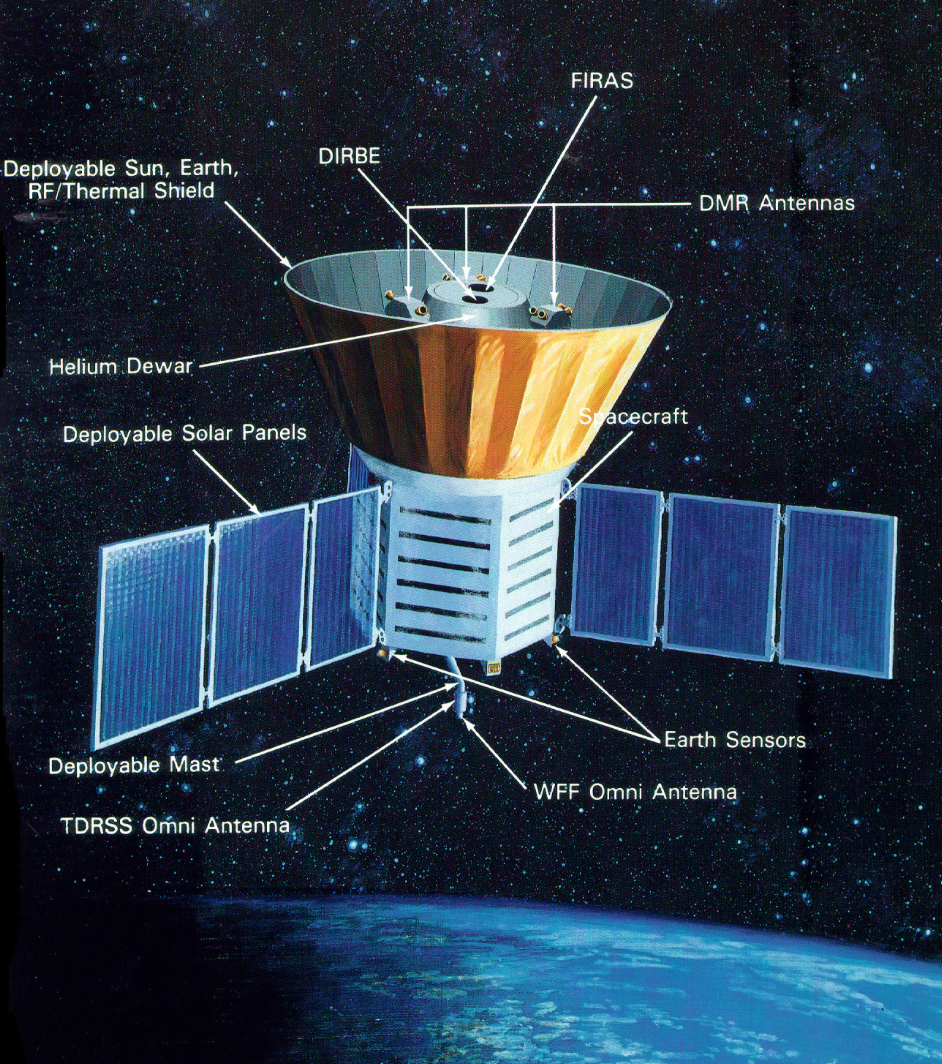 FIRAS
DIRBE
Deployable Sun, Earth,
RF/Thermal Shield
DMR Antennas
Helium Dewar
Spacecraft
Deployable Solar Panels
Earth Sensors
Deployable Mast
WFF Omni Antenna
TDRSS Omni Antenna